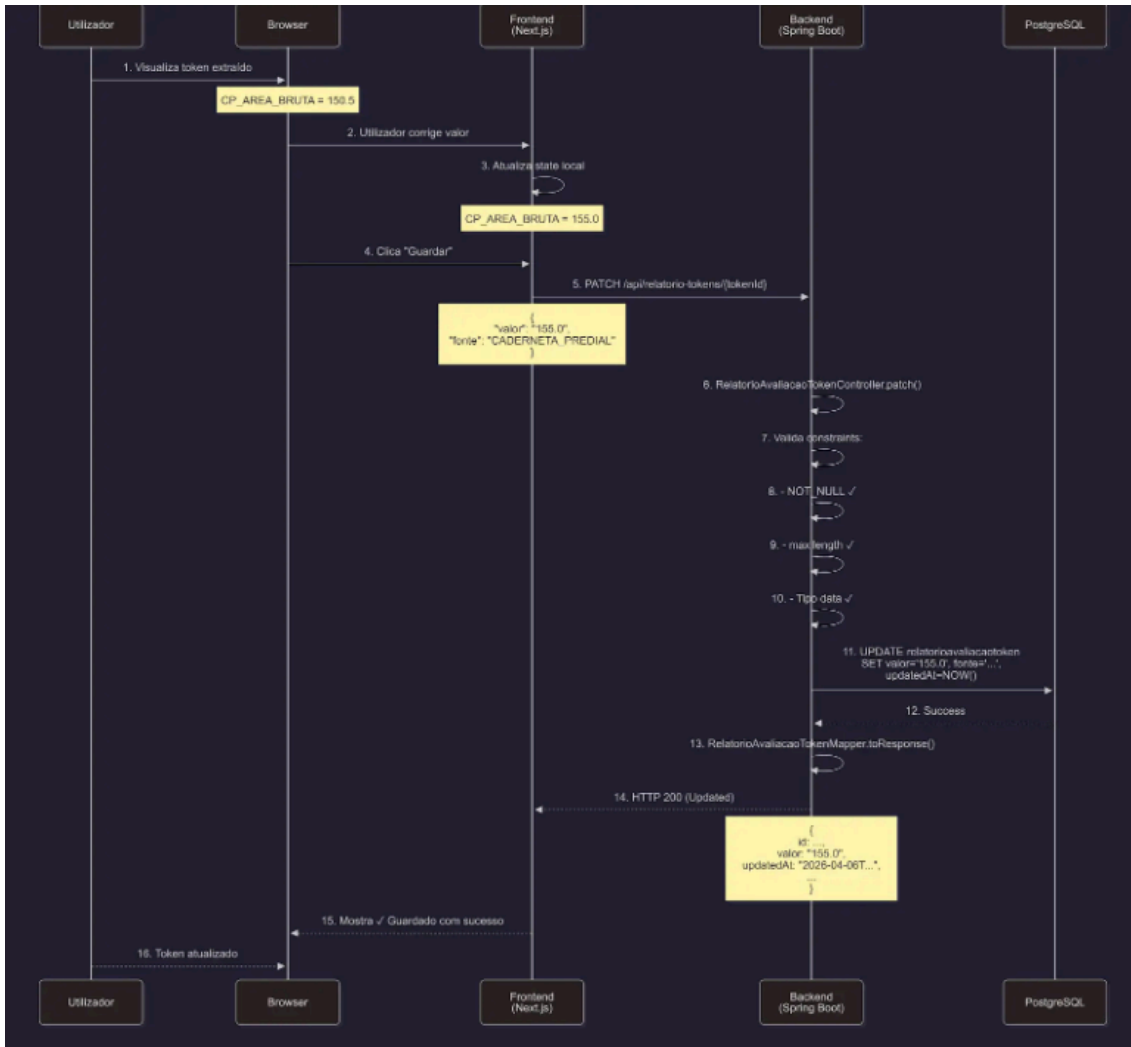 Utilizador
Browser
Frontend
(Next.js)
Backend
(Spring Boot)
PostgreSQL
1. Visualiza token extraído
CP_AREA_BRUTA = 150.5
2. Utilizador corrige valor
3. Atualiza state local
CP_AREA_BRUTA = 155.0
4. Clica "Guardar"
5. PATCH /api/relatorio-tokens/{tokenId}
{
"valor": "155.0",
"fonte": "CADERNETA_PREDIAL"
}
6. RelatorioAvaliacaoTokenController.patch()
7. Valida constraints:
8. - NOT_NULL ✓
9. - max length ✓
10. - Tipo data ✓
11. UPDATE relatorioavaliacaotoken
SET valor='155.0', fonte='...',
updatedAt=NOW()
12. Success
13. RelatorioAvaliacaoTokenMapper.toResponse()
14. HTTP 200 (Updated)
{
id: ...,
valor: "155.0",
updatedAt: "2026-04-06T...",
...
}
15. Mostra ✓ Guardado com sucesso
16. Token atualizado
Utilizador
Browser
Frontend
(Next.js)
Backend
(Spring Boot)
PostgreSQL